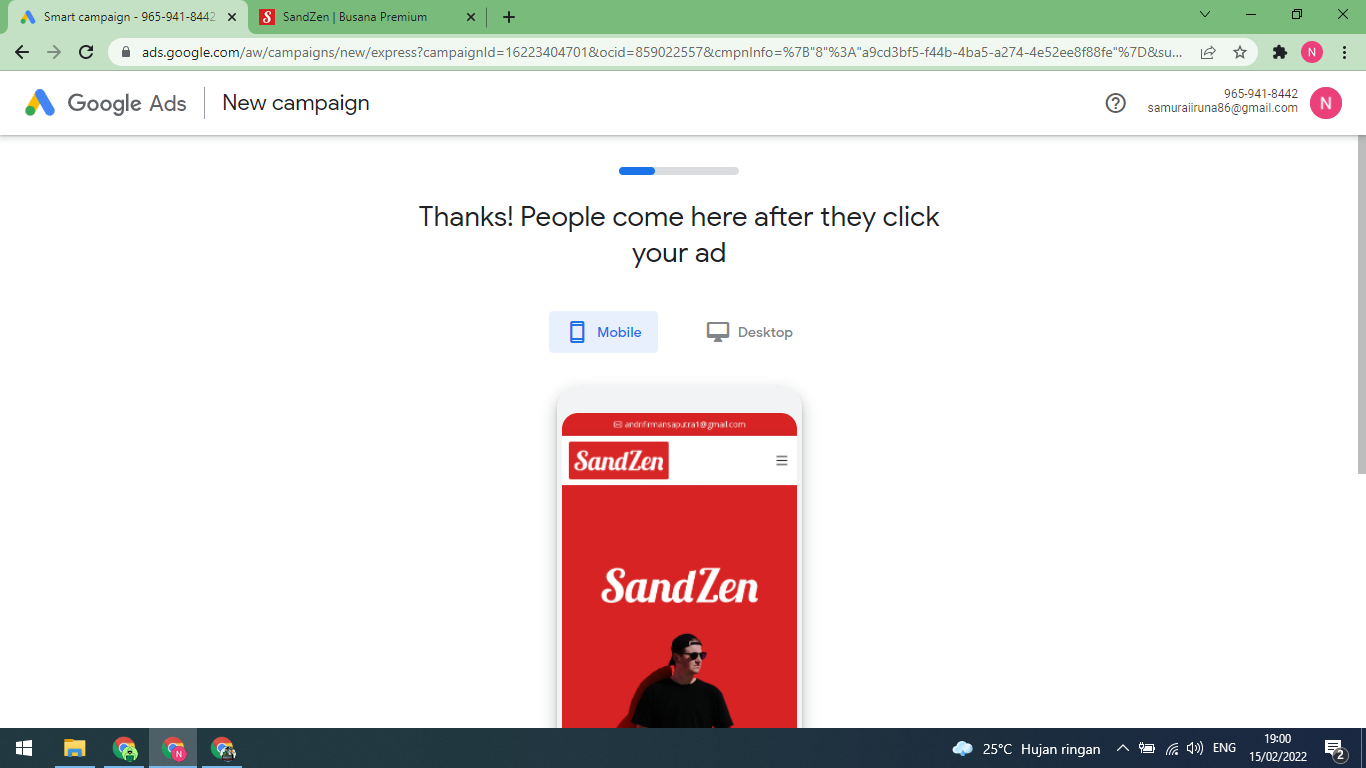 Smart campaign - 965-941-8442
SandZen | Busana Premium
ads.google.com/aw/campaigns/new/express?campaignId=16223404701&ocid=859022557&cmpnInfo=%7B"8"%3A"a9cd3bf5-f44b-4ba5-a274-4e52ee8f88fe"%7D&su...
N
Google Ads
New campaign
965-941-8442
samuraiiruna86@gmail.com
N
Thanks! People come here after they click
your ad
Mobile
Desktop
andrifirmansaputra1@gmail.com
SandZen
SandZen
N
25°C Hujan ringan
ENG
19:00
15/02/2022
2